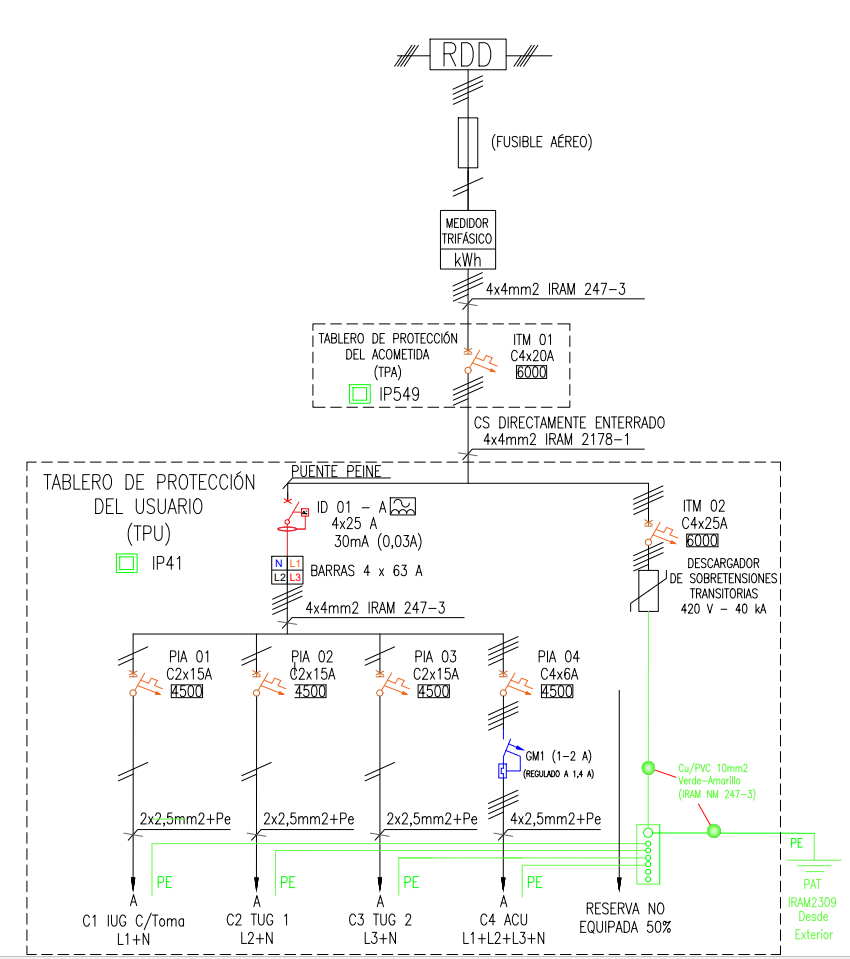 RDD
(FUSIBLE AÉREO)
MEDIDOR
TRIFÁSICO
kWh
4x4mm2 IRAM 247-3
TABLERO DE PROTECCIÓN
DEL ACOMETIDA
(TPA)
IP549
ITM 01
C4x20A
6000
CS DIRECTAMENTE ENTERRADO
4x4mm2 IRAM 2178-1
TABLERO DE PROTECCIÓN
DEL USUARIO
(TPU)
IP41
PUENTE PEINE
ID 01 - A
4x25 A
30mA (0,03A)
N L1
L2 L3
BARRAS 4 x 63 A
4x4mm2 IRAM 247-3
ITM 02
C4x25A
6000
DESCARGADOR
DE SOBRETENSIONES
TRANSITORIAS
420 V - 40 kA
PIA 01
C2x15A
4500
PIA 02
C2x15A
4500
PIA 03
C2x15A
4500
PIA 04
C4x6A
4500
GM1 (1-2 A)
(REGULADO A 1,4 A)
Cu/PVC 10mm2
Verde-Amarillo
(IRAM NM 247-3)
2x2,5mm2+Pe
2x2,5mm2+Pe
2x2,5mm2+Pe
4x2,5mm2+Pe
PE
PE
PE
PE
PE
PAT
IRAM2309
Desde
Exterior
A
C1 IUG C/Toma
L1+N
A
C2 TUG 1
L2+N
A
C3 TUG 2
L3+N
A
C4 ACU
L1+L2+L3+N
RESERVA NO
EQUIPADA 50%